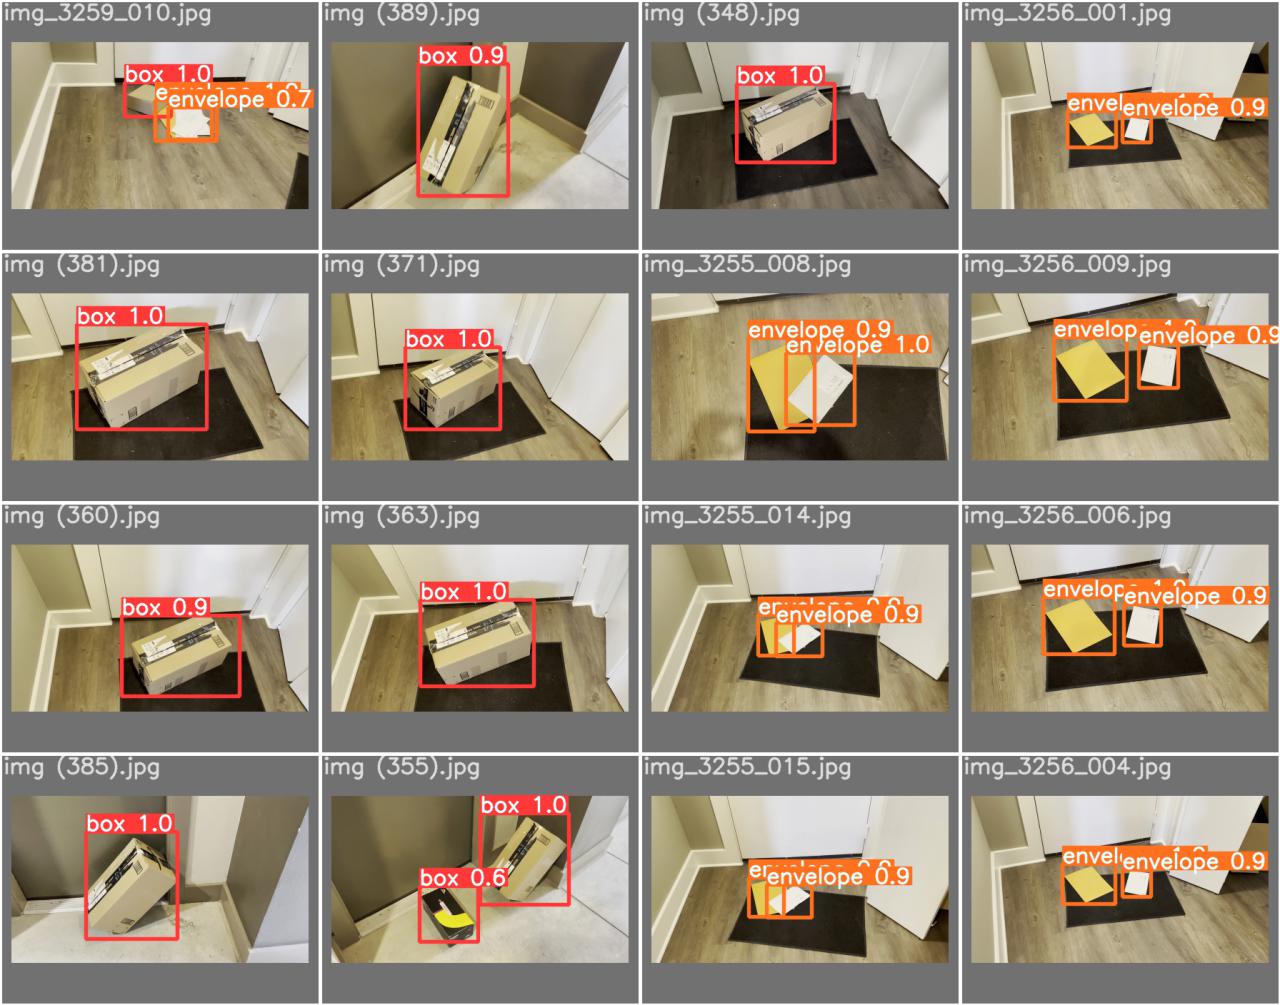 img_3259_010.jpg
box 1.0
envelope 0.7
img (389).jpg
box 0.9
img (348).jpg
box 1.0
img_3256_001.jpg
envelope 0.9
img (381).jpg
box 1.0
img (371).jpg
box 1.0
img_3255_008.jpg
envelope 0.9
envelope 1.0
img_3256_009.jpg
envelope 0.9
img (360).jpg
box 0.9
img (363).jpg
box 1.0
img_3255_014.jpg
envelope 0.9
img_3256_006.jpg
envelope 0.9
img (385).jpg
box 1.0
img (355).jpg
box 1.0
box 0.6
img_3255_015.jpg
envelope 0.9
img_3256_004.jpg
envelope 0.9